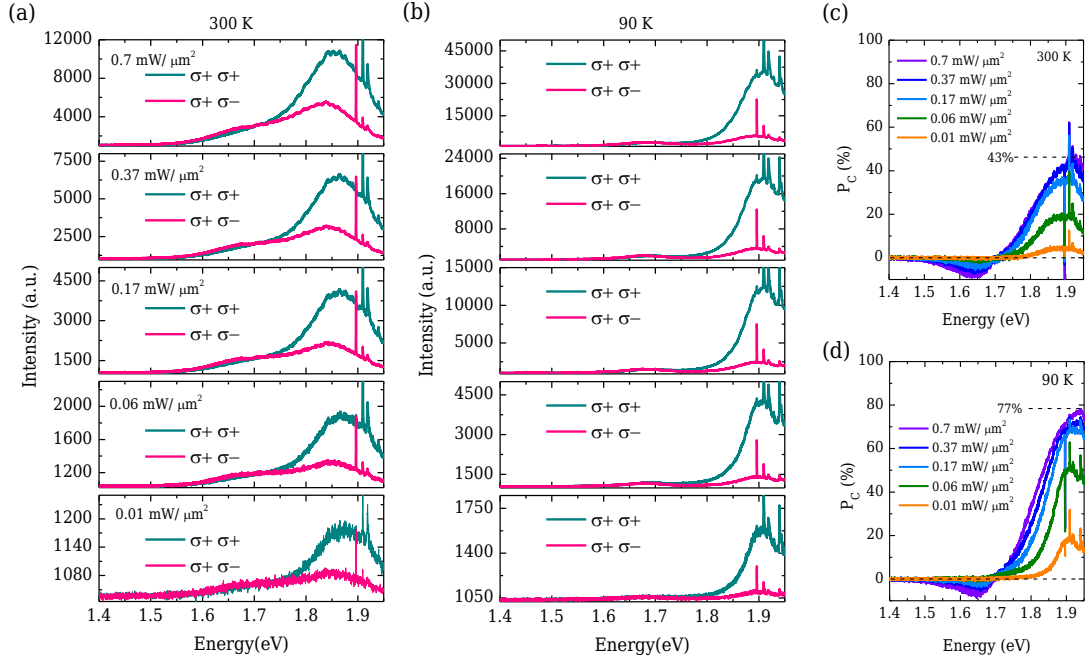 (a)
300 K
Intensity (a.u.)
12000
8000
4000
0.7 mW/ μm²
σ+ σ+
σ+ σ−
7500
5000
2500
0.37 mW/ μm²
σ+ σ+
σ+ σ−
4500
3000
1500
0.17 mW/ μm²
σ+ σ+
σ+ σ−
2000
1600
1200
0.06 mW/ μm²
σ+ σ+
σ+ σ−
1200
1140
1080
0.01 mW/ μm²
σ+ σ+
σ+ σ−
1.4 1.5 1.6 1.7 1.8 1.9
Energy(eV)
(b)
90 K
Intensity (a.u.)
45000
30000
15000
σ+ σ+
σ+ σ−
24000
18000
12000
6000
σ+ σ+
σ+ σ−
15000
10000
5000
σ+ σ+
σ+ σ−
4500
3000
1500
σ+ σ+
σ+ σ−
1750
1400
1050
σ+ σ+
σ+ σ−
1.4 1.5 1.6 1.7 1.8 1.9
Energy(eV)
(c)
100
80
60
40
20
0
P_C (%)
0.7 mW/ μm²
0.37 mW/ μm²
0.17 mW/ μm²
0.06 mW/ μm²
0.01 mW/ μm²
300 K
43%
1.4 1.5 1.6 1.7 1.8 1.9
Energy (eV)
(d)
100
80
60
40
20
0
P_C (%)
90 K
77%
0.7 mW/ μm²
0.37 mW/ μm²
0.17 mW/ μm²
0.06 mW/ μm²
0.01 mW/ μm²
1.4 1.5 1.6 1.7 1.8 1.9
Energy (eV)